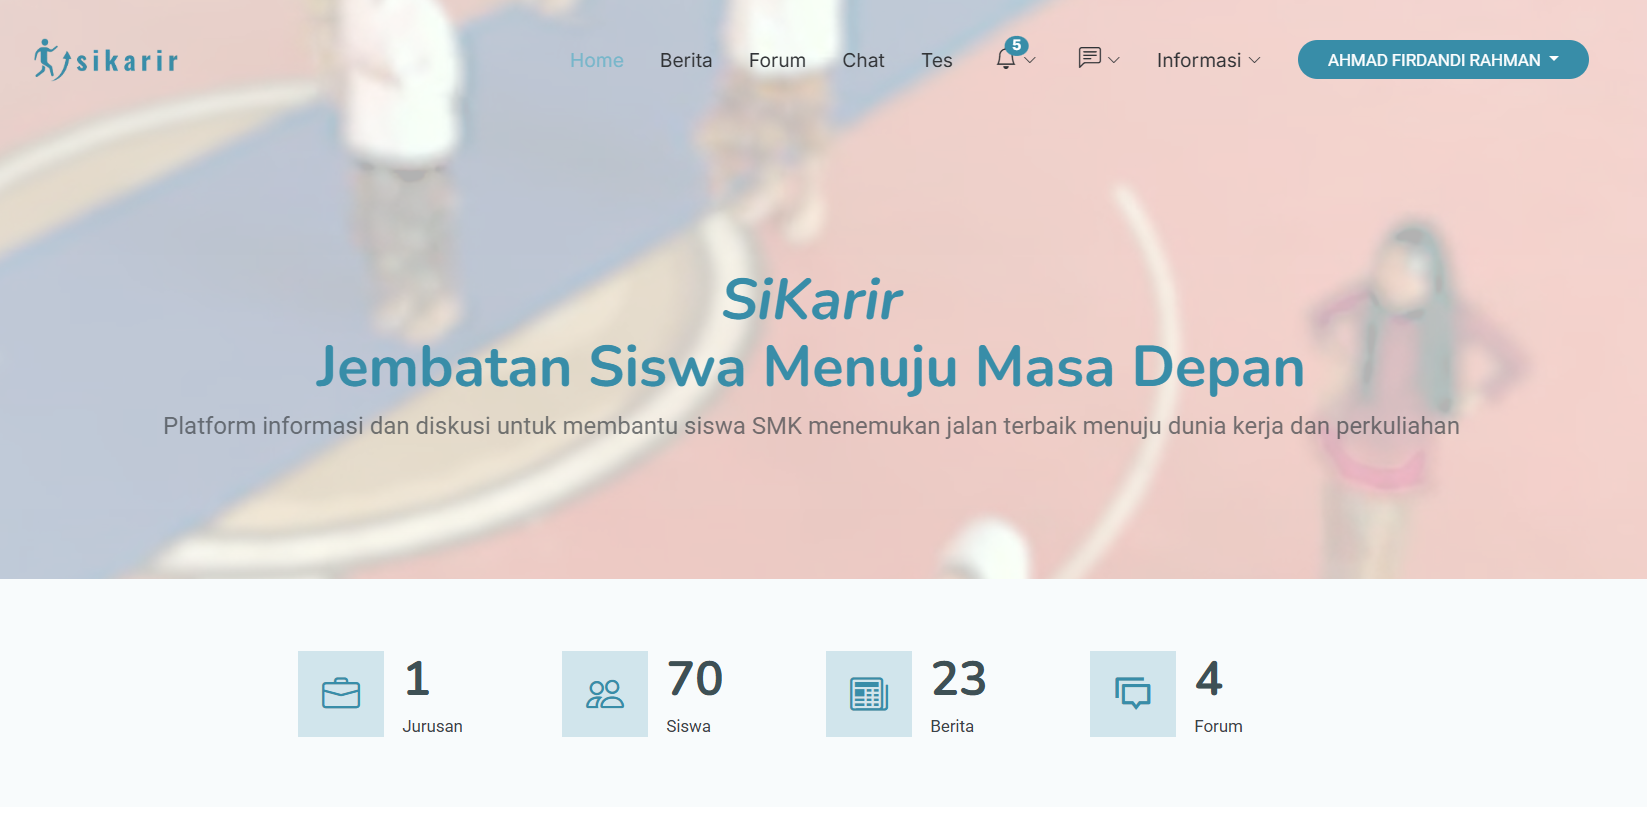 sikarir
Home Berita Forum Chat Tes 5 Informasi AHMAD FIRDANDI RAHMAN
SiKarir
Jembatan Siswa Menuju Masa Depan
Platform informasi dan diskusi untuk membantu siswa SMK menemukan jalan terbaik menuju dunia kerja dan perkuliahan
1
Jurusan
70
Siswa
23
Berita
4
Forum